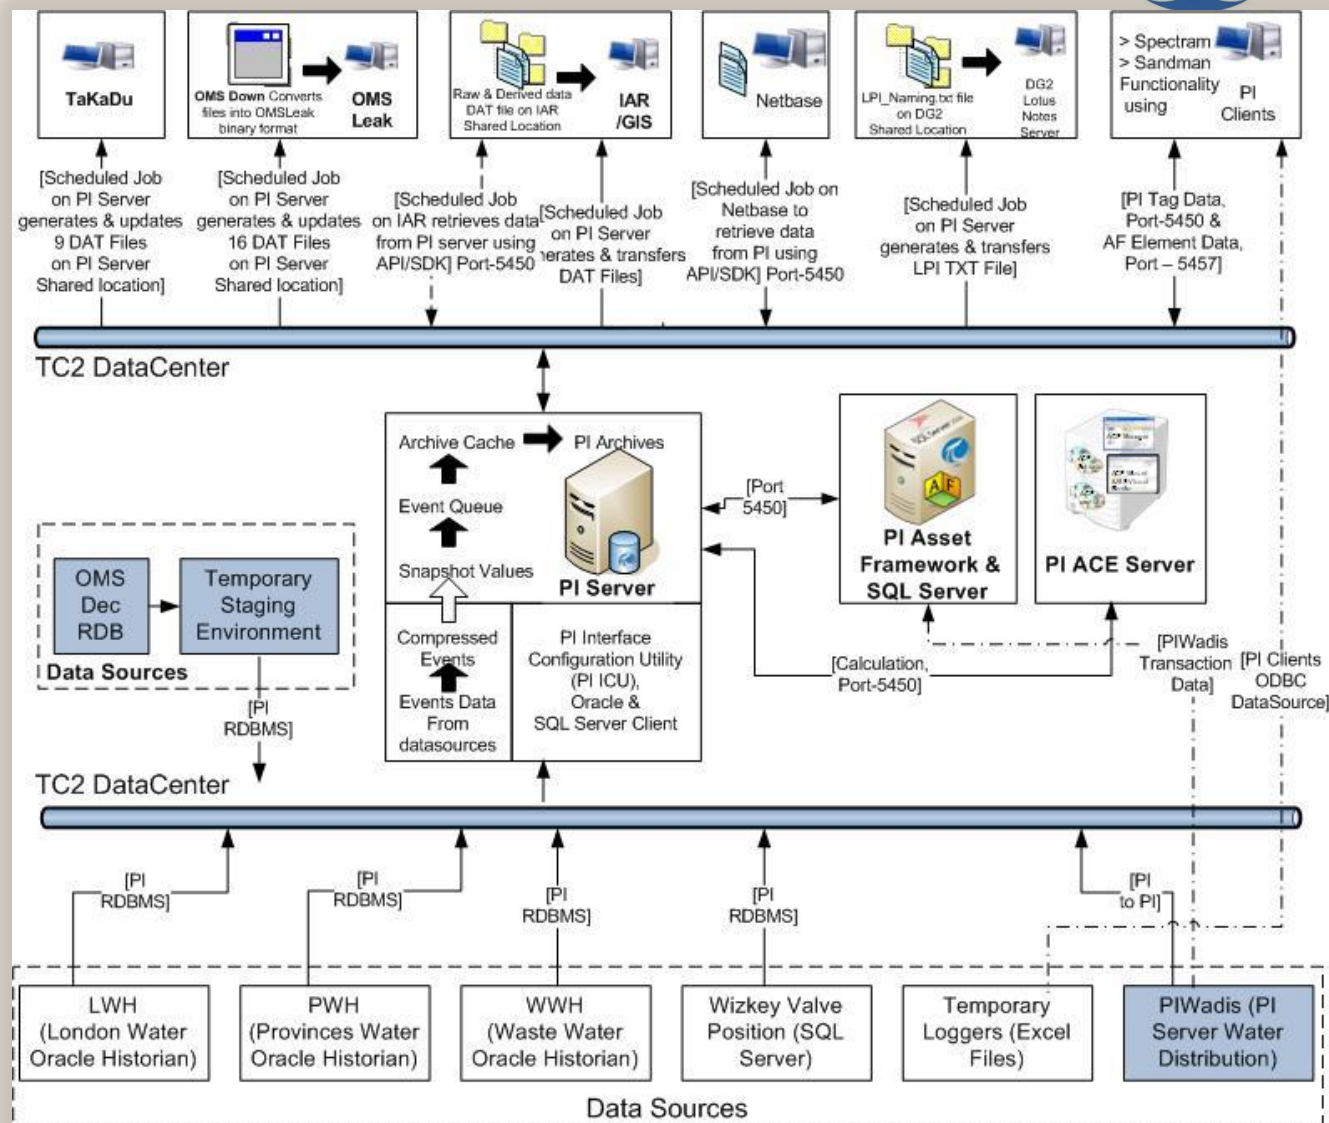 TaKaDu
OMS Down Converts
files into OMSLeak
binary format
OMS
Leak
Raw & Derived data
DAT file on IAR
Shared Location
IAR
/GIS
Netbase
LPI_Naming.txt file
on DG2
Shared Location
DG2
Lotus
Notes
Server
> Spectram
> Sandman
Functionality
using
PI
Clients
[Scheduled Job
on PI Server
generates & updates
9 DAT Files
on PI Server
Shared location]
[Scheduled Job
on PI Server
generates & updates
16 DAT Files
on PI Server
Shared location]
[Scheduled Job
on IAR retrieves data
from PI server using
API/SDK] Port-5450
[Scheduled Job
on PI Server
nerates & transfers
DAT Files]
[Scheduled Job on
Netbase to
retrieve data
from PI using
API/SDK] Port-5450
[Scheduled Job
on PI Server
generates & transfers
LPI TXT File]
[PI Tag Data,
Port-5450 &
AF Element Data,
Port – 5457]
TC2 DataCenter
Archive Cache
PI Archives
Event Queue
Snapshot Values
PI Server
Compressed
Events
Events Data
From
datasources
PI Interface
Configuration Utility
(PI ICU),
Oracle &
SQL Server Client
[Port
5450]
SQL Server
A F
PI Asset
Framework &
SQL Server
PI ACE Server
[Calculation,
Port-5450]
[PIWadis
Transaction
Data]
[PI Clients
ODBC
DataSource]
OMS
Dec
RDB
Temporary
Staging
Environment
Data Sources
[PI
RDBMS]
TC2 DataCenter
[PI
RDBMS]
[PI
RDBMS]
[PI
RDBMS]
[PI
RDBMS]
[PI
to PI]
LWH
(London Water
Oracle Historian)
PWH
(Provinces Water
Oracle Historian)
WWH
(Waste Water
Oracle Historian)
Wizkey Valve
Position (SQL
Server)
Temporary
Loggers (Excel
Files)
PIWadis (PI
Server Water
Distribution)
Data Sources